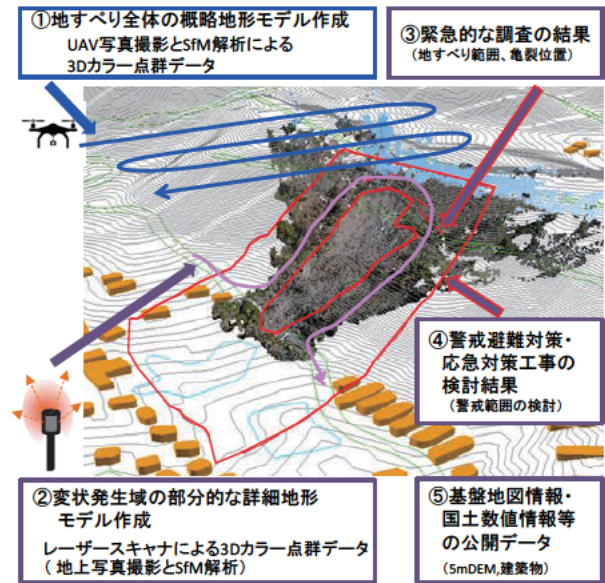 ①地すべり全体の概略地形モデル作成
UAV写真撮影とSfM解析による
3Dカラー点群データ
③緊急的な調査の結果
(地すべり範囲、亀裂位置)
④警戒避難対策・
応急対策工事の
検討結果
(警戒範囲の検討)
②変状発生域の部分的な詳細地形
モデル作成
レーザースキャナによる3Dカラー点群データ
(地上写真撮影とSfM解析)
⑤基盤地図情報・
国土数値情報等
の公開データ
(5mDEM,建築物)